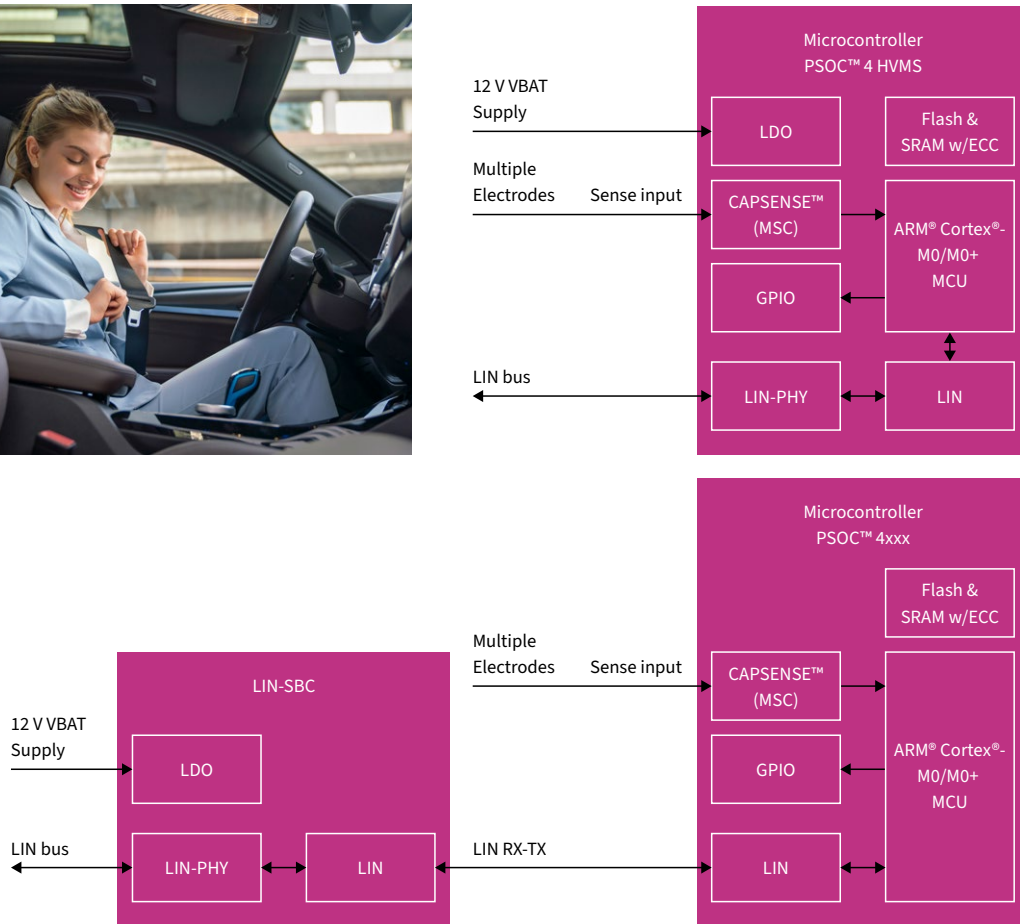 Microcontroller
PSOC™ 4 HVMS
12 V VBAT
Supply
LDO
Flash &
SRAM w/ECC
Multiple
Electrodes
Sense input
CAPSENSE™
(MSC)
ARM® Cortex®-
M0/M0+
MCU
GPIO
LIN bus
LIN-PHY
LIN
Microcontroller
PSOC™ 4xxx
Flash &
SRAM w/ECC
Multiple
Electrodes
Sense input
CAPSENSE™
(MSC)
LIN-SBC
12 V VBAT
Supply
LDO
GPIO
ARM® Cortex®-
M0/M0+
MCU
LIN bus
LIN-PHY
LIN
LIN RX-TX
LIN